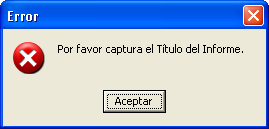 Error
Por favor captura el Título del Informe.
Aceptar